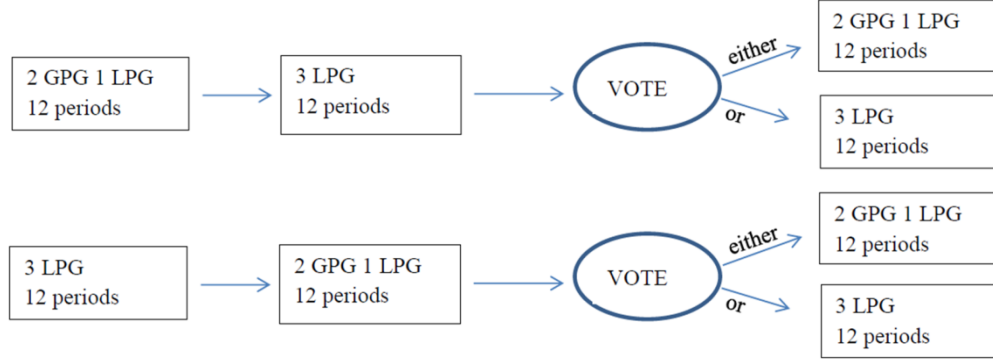 2 GPG 1 LPG
12 periods
3 LPG
12 periods
VOTE
either
or
2 GPG 1 LPG
12 periods
3 LPG
12 periods
3 LPG
12 periods
2 GPG 1 LPG
12 periods
VOTE
either
or
2 GPG 1 LPG
12 periods
3 LPG
12 periods